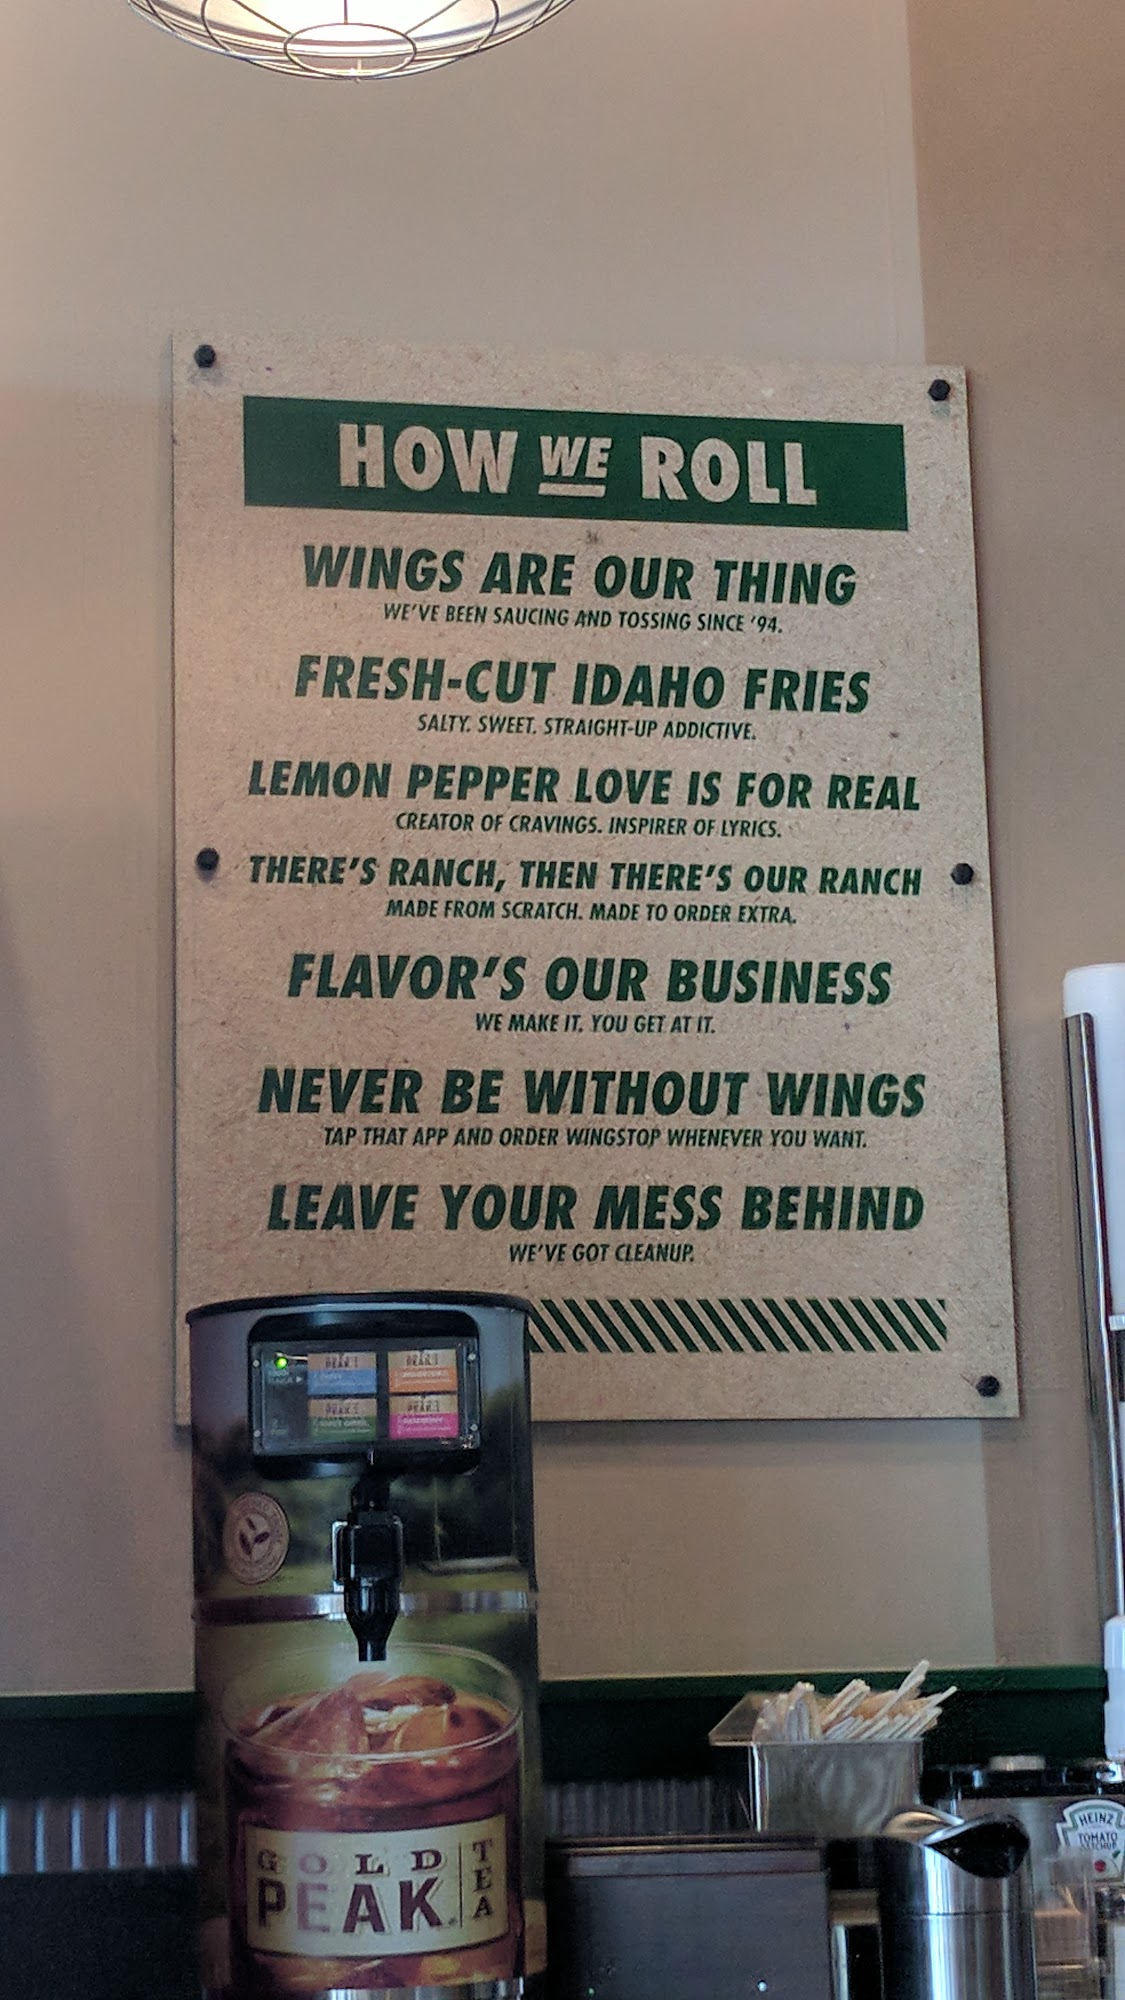 HOW WE ROLL
WINGS ARE OUR THING
WE'VE BEEN SAUCING AND TOSSING SINCE '94.
FRESH-CUT IDAHO FRIES
SALTY. SWEET. STRAIGHT-UP ADDICTIVE.
LEMON PEPPER LOVE IS FOR REAL
CREATOR OF CRAVINGS. INSPIRER OF LYRICS.
THERE'S RANCH, THEN THERE'S OUR RANCH
MADE FROM SCRATCH. MADE TO ORDER EXTRA.
FLAVOR'S OUR BUSINESS
WE MAKE IT. YOU GET AT IT.
NEVER BE WITHOUT WINGS
TAP THAT APP AND ORDER WINGSTOP WHENEVER YOU WANT.
LEAVE YOUR MESS BEHIND
WE'VE GOT CLEANUP.
GOLD
PEAK
TEA
HEINZ
TOMATO
KETCHUP